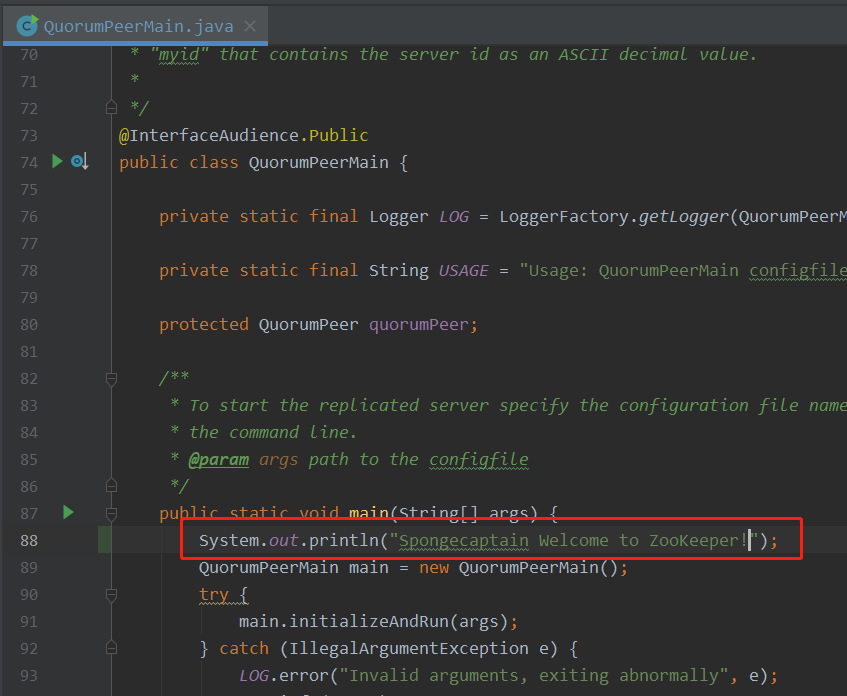 QuorumPeerMain.java
70 * "myid" that contains the server id as an ASCII decimal value.
71 *
72 */
73 @InterfaceAudience.Public
74 public class QuorumPeerMain {
75
76 private static final Logger LOG = LoggerFactory.getLogger(QuorumPeerM
77
78 private static final String USAGE = "Usage: QuorumPeerMain configfile
79
80 protected QuorumPeer quorumPeer;
81
82 /**
83 * To start the replicated server specify the configuration file name
84 * the command line.
85 * @param args path to the configfile
86 */
87 public static void main(String[] args) {
88 System.out.println("Spongecaptain Welcome to ZooKeeper!");
89 QuorumPeerMain main = new QuorumPeerMain();
90 try {
91 main.initializeAndRun(args);
92 } catch (IllegalArgumentException e) {
93 LOG.error("Invalid arguments, exiting abnormally", e);